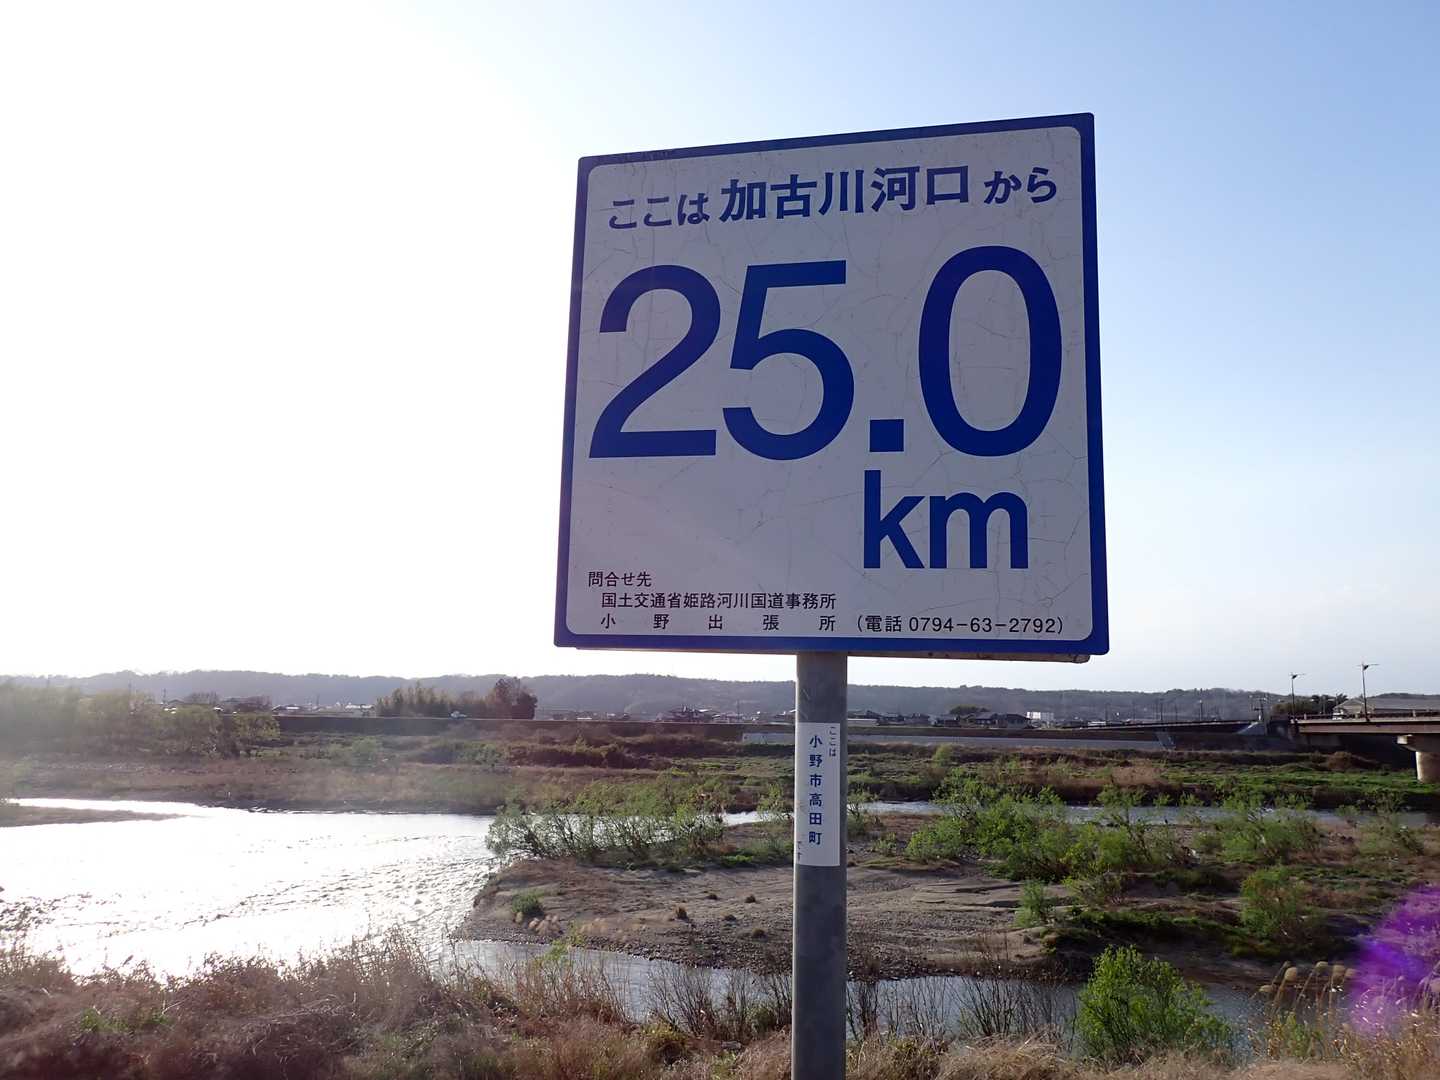 ここは加古川河口から
25.0
km
問合せ先
国土交通省姫路河川国道事務所
小野出張所（電話 0794-63-2792）
ここは
小野市高田町
です